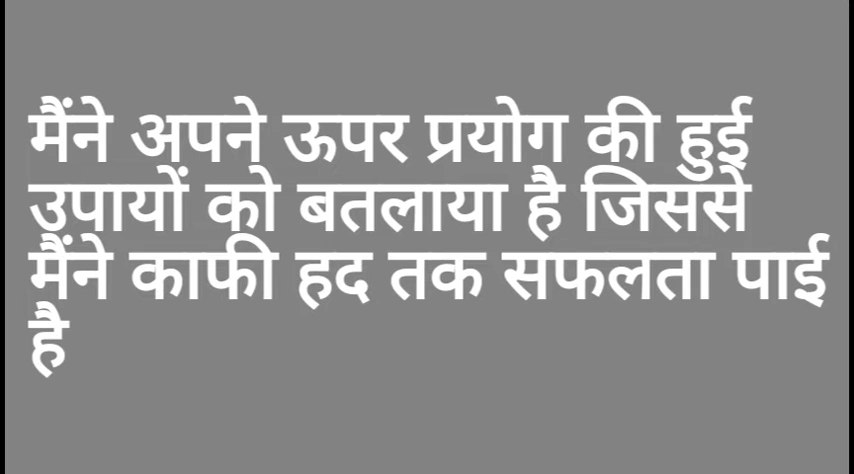 मैंने अपने ऊपर प्रयोग की हुई
उपायों को बतलाया है जिससे
मैंने काफी हद तक सफलता पाई
है